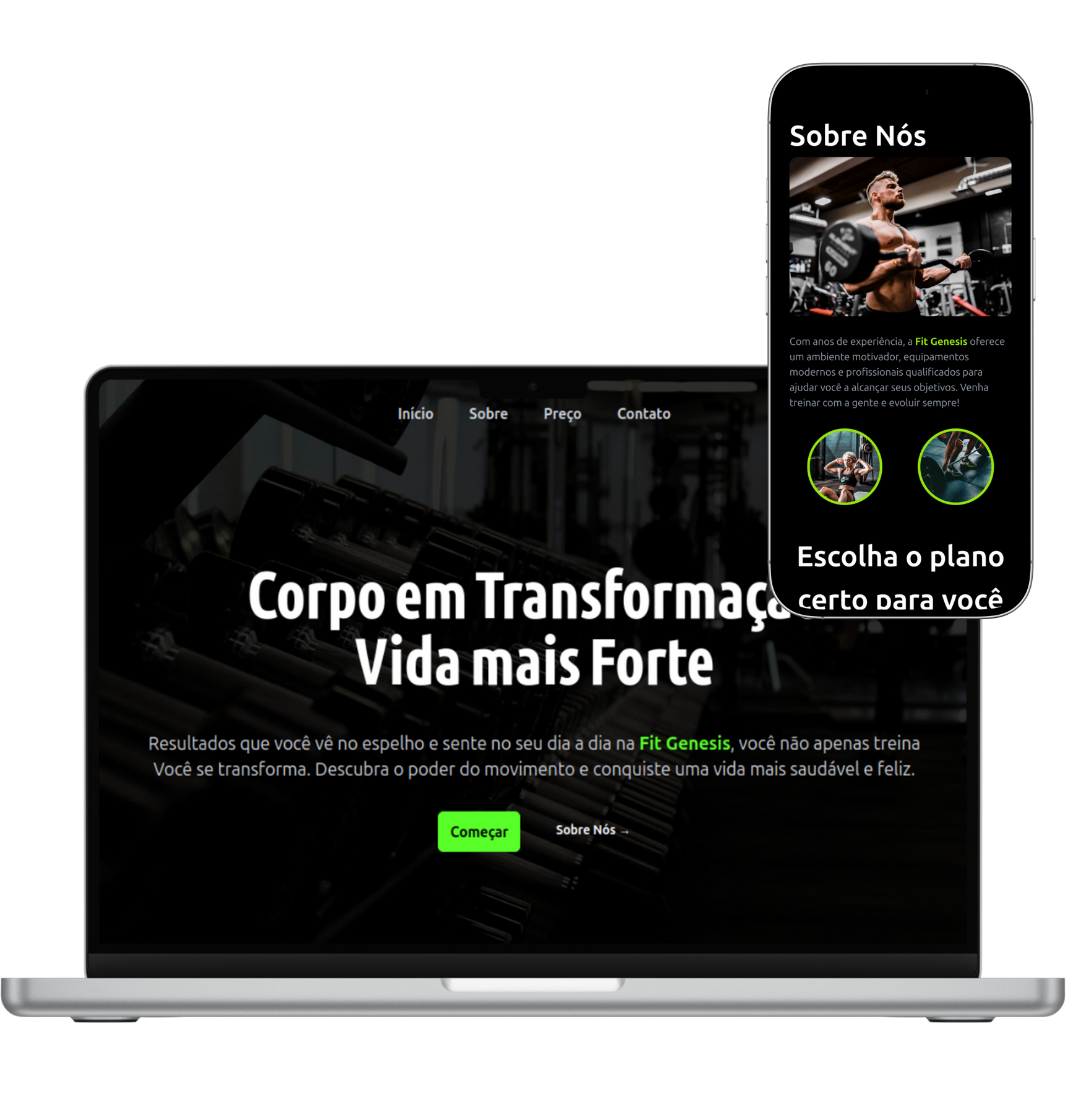 Sobre Nós
Com anos de experiência, a Fit Genesis oferece
um ambiente motivador, equipamentos
modernos e profissionais qualificados para
ajudar você a alcançar seus objetivos. Venha
treinar com a gente e evoluir sempre!
Escolha o plano
certo para você
Início Sobre Preço Contato
Corpo em Transformaç
Vida mais Forte
Resultados que você vê no espelho e sente no seu dia a dia na Fit Genesis, você não apenas treina
Você se transforma. Descubra o poder do movimento e conquiste uma vida mais saudável e feliz.
Começar Sobre Nós →